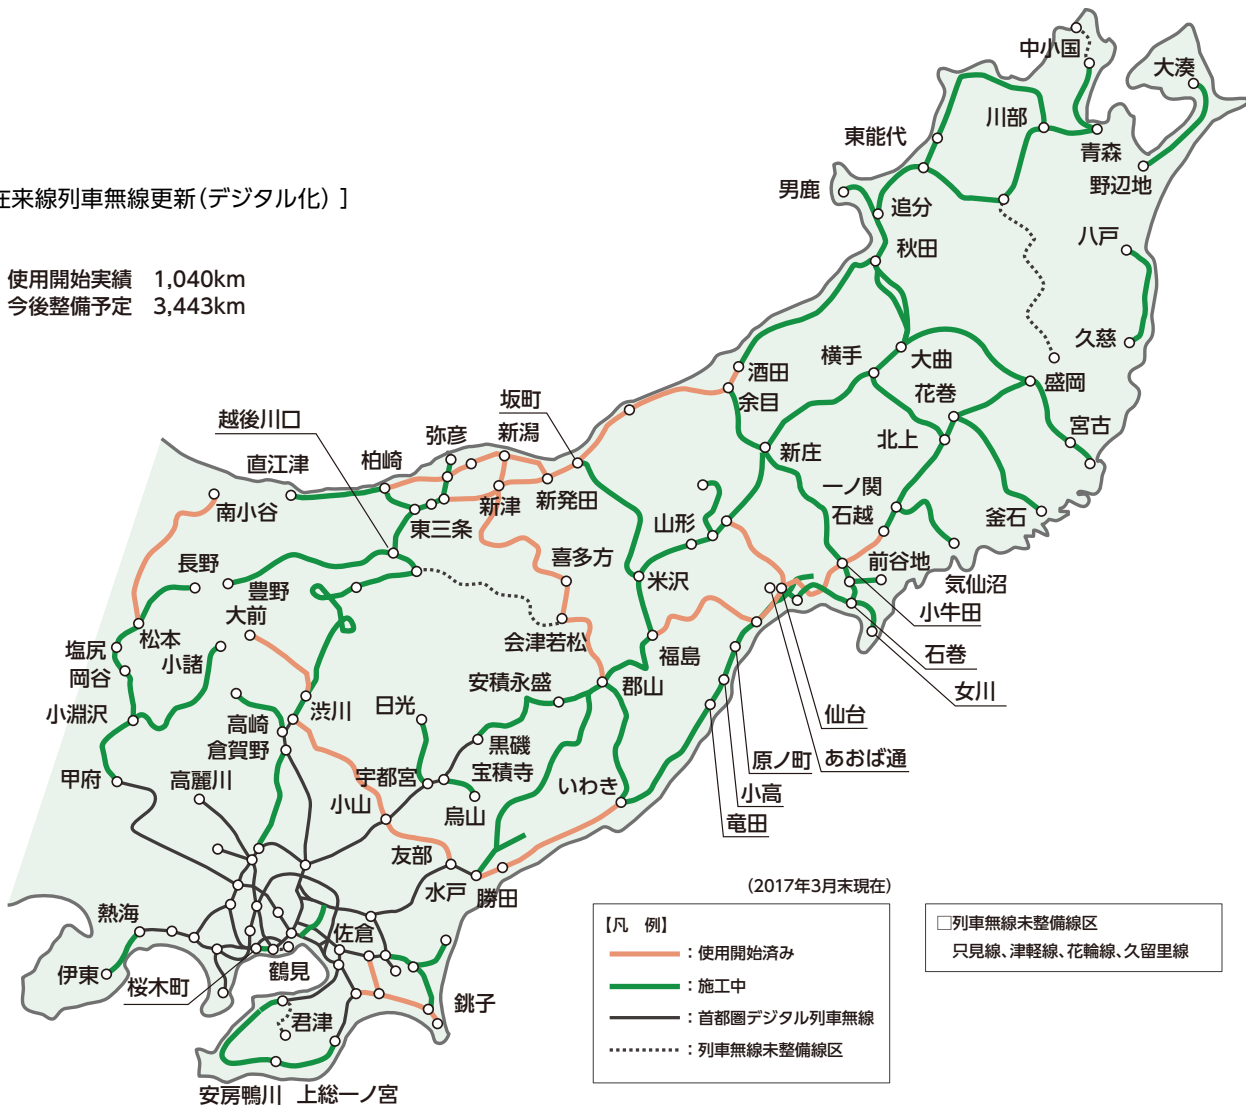 在来線列車無線更新(デジタル化) ]
使用開始実績 1,040km
今後整備予定 3,443km
中小国
大湊
川部
東能代
青森
野辺地
男鹿
追分
八戸
秋田
久慈
横手
大曲
酒田
花巻
盛岡
余目
坂町
宮古
越後川口
弥彦
新潟
北上
新庄
直江津
柏崎
一ノ関
南小谷
新津
新発田
石越
釜石
東三条
山形
長野
喜多方
前谷地
豊野
米沢
気仙沼
大前
小牛田
松本
会津若松
塩尻
小諸
福島
石巻
岡谷
安積永盛
郡山
女川
小淵沢
渋川
日光
仙台
高崎
黒磯
倉賀野
原ノ町
あおば通
甲府
高麗川
宇都宮
宝積寺
いわき
小高
小山
烏山
竜田
友部
水戸
勝田
熱海
佐倉
伊東
桜木町
鶴見
銚子
君津
安房鴨川
上総一ノ宮
(2017年3月末現在)
【凡 例】
:使用開始済み
:施工中
:首都圏デジタル列車無線
:列車無線未整備線区
□列車無線未整備線区
只見線、津軽線、花輪線、久留里線